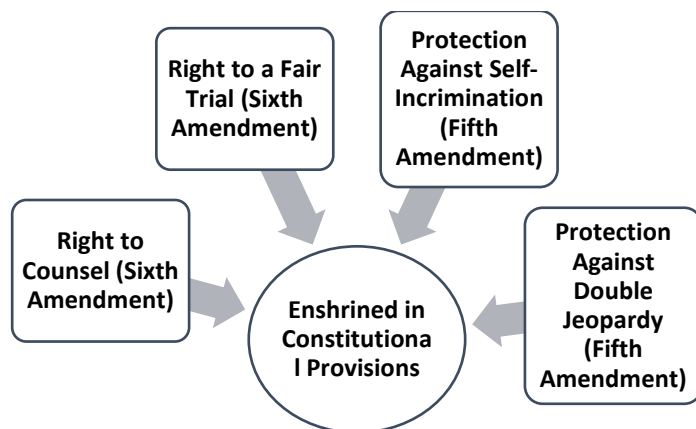 Right to a Fair
Trial (Sixth
Amendment)
Protection
Against Self-
Incrimination
(Fifth
Amendment)
Right to
Counsel (Sixth
Amendment)
Protection
Against
Double
Jeopardy
(Fifth
Amendment)
Enshrined in
Constitutiona
l Provisions